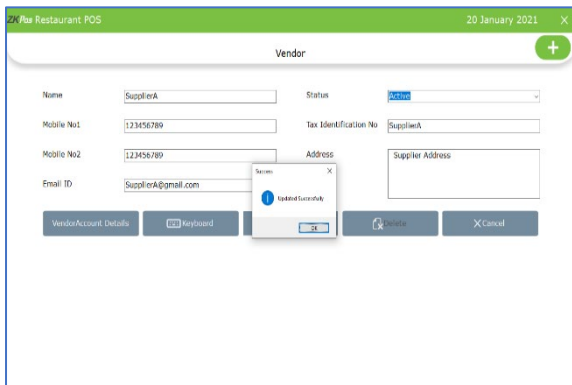 ZKPos Restaurant POS 20 January 2021 X
Vendor +
Name SupplierA Status Active
Mobile No1 123456789 Tax Identification No SupplierA
Mobile No2 123456789 Address Supplier Address
Email ID SupplierA@gmail.com
Success X
Updated Successfully
OK
VendorAccount Details Keyboard Delete Cancel